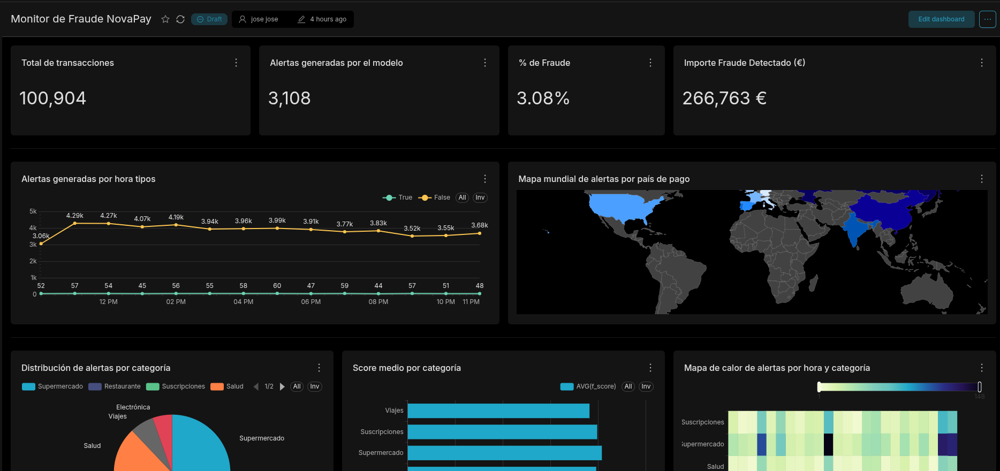 Monitor de Fraude NovaPay
Draft
jose jose
4 hours ago
Edit dashboard
Total de transacciones
100,904
Alertas generadas por el modelo
3,108
% de Fraude
3.08%
Importe Fraude Detectado (€)
266,763 €
Alertas generadas por hora tipos
True
False
All
Inv
5k
4k
3k
2k
1k
0
3.06k
4.29k
4.27k
4.07k
4.19k
3.94k
3.96k
3.99k
3.91k
3.77k
3.83k
3.52k
3.55k
3.68k
52
57
54
45
56
55
58
60
47
59
44
57
51
48
12 PM
02 PM
04 PM
06 PM
08 PM
10 PM
11 PM
Mapa mundial de alertas por país de pago
Distribución de alertas por categoría
Supermercado
Restaurante
Suscripciones
Salud
1/2
All
Inv
Electrónica
Viajes
Salud
Supermercado
Score medio por categoría
AVG(f_score)
All
Inv
Viajes
Suscripciones
Supermercado
Mapa de calor de alertas por hora y categoría
1
148
Suscripciones
Supermercado
Salud